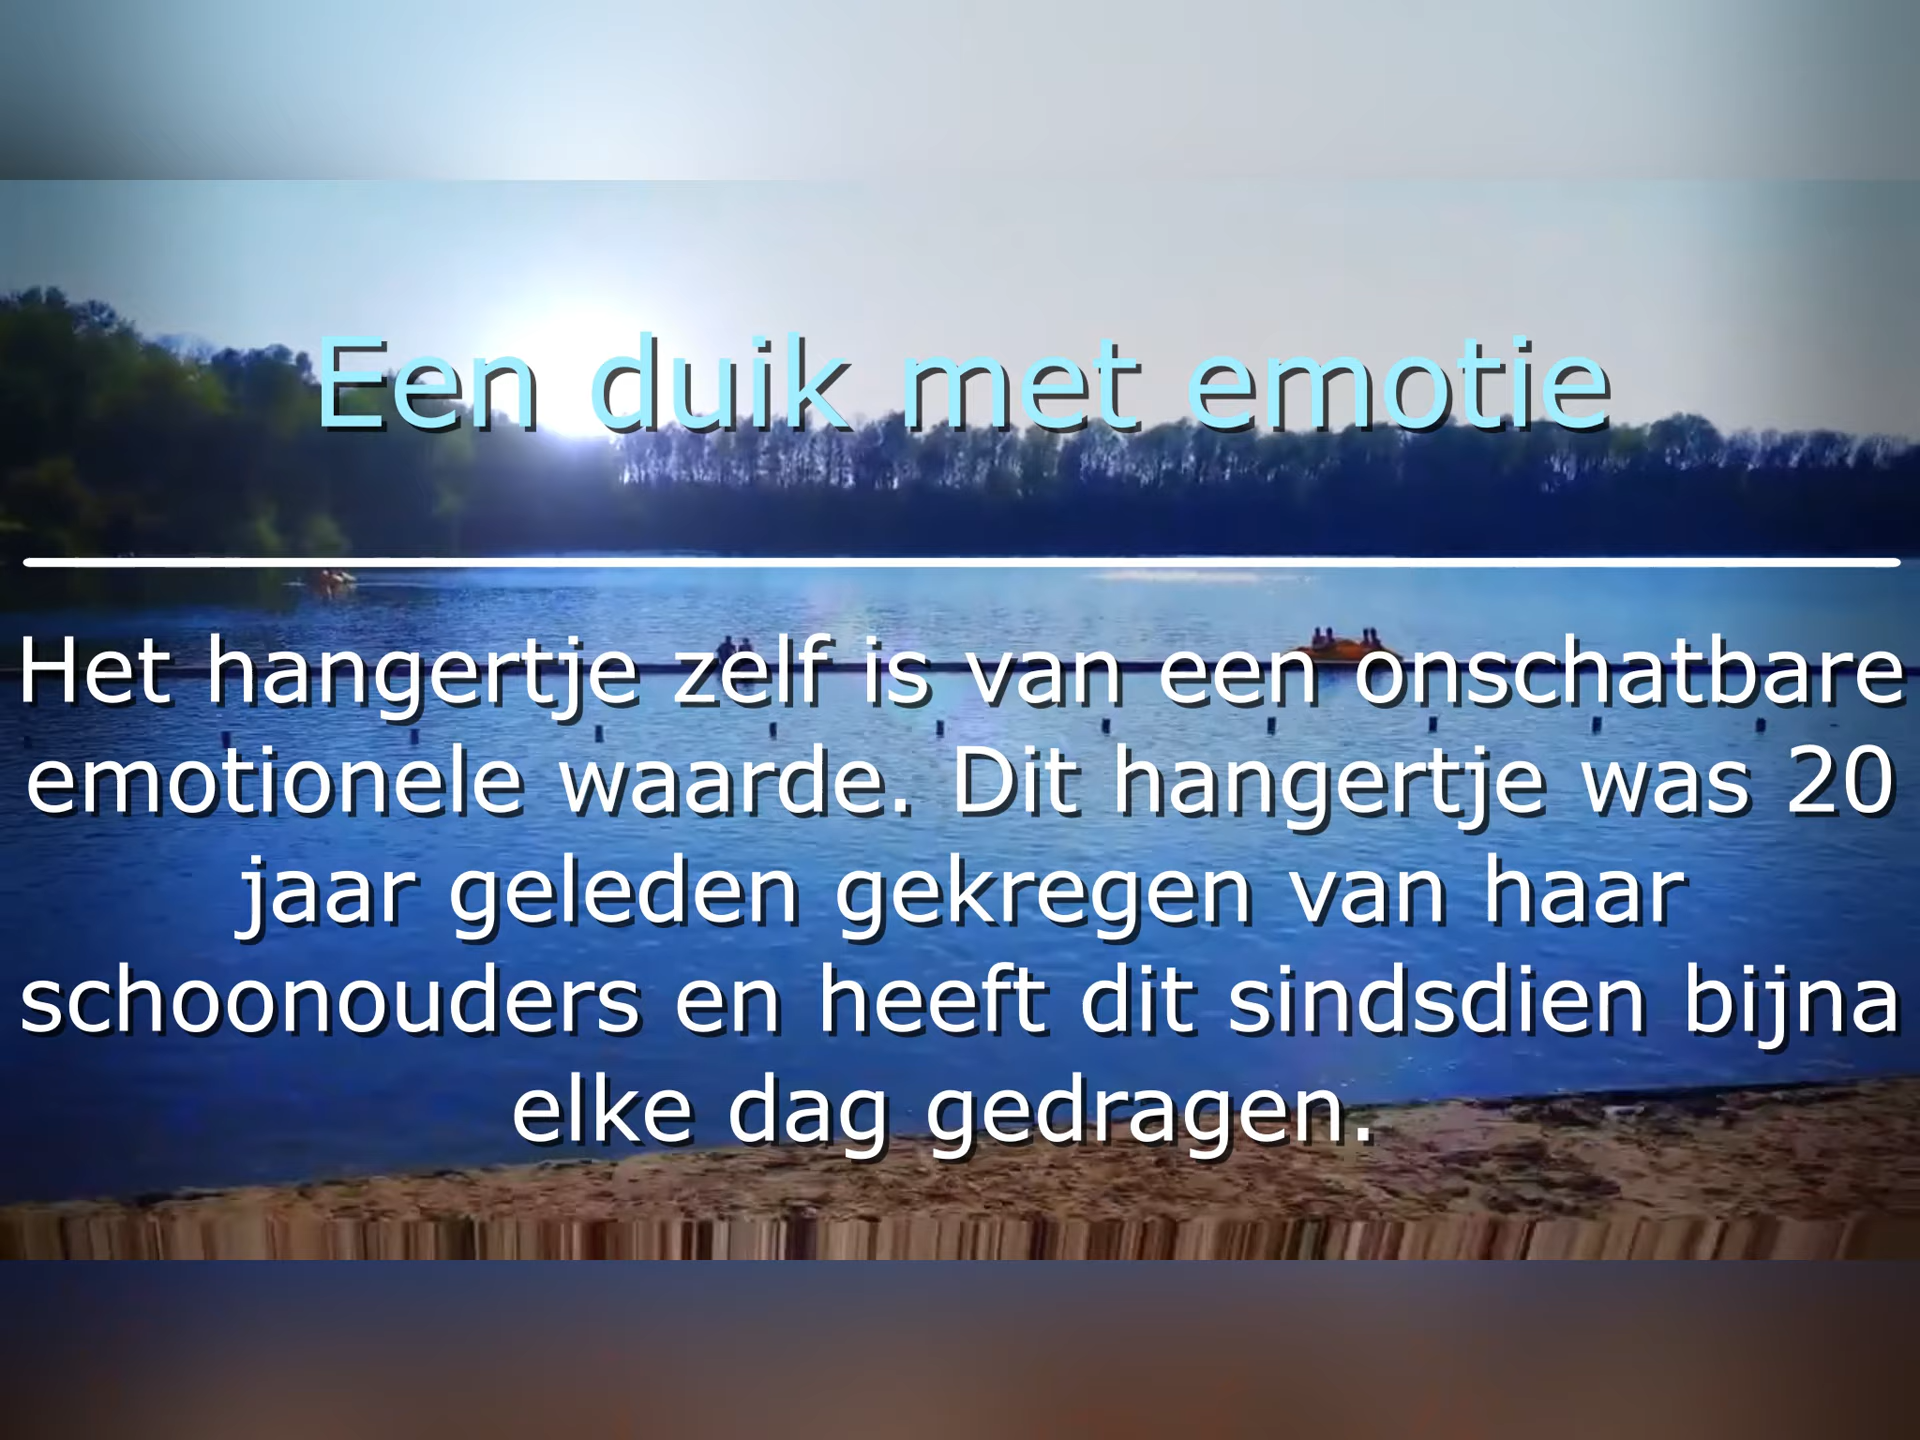 Een duik met emotie
Het hangertje zelf is van een onschatbare
emotionele waarde. Dit hangertje was 20
jaar geleden gekregen van haar
schoonouders en heeft dit sindsdien bijna
elke dag gedragen.